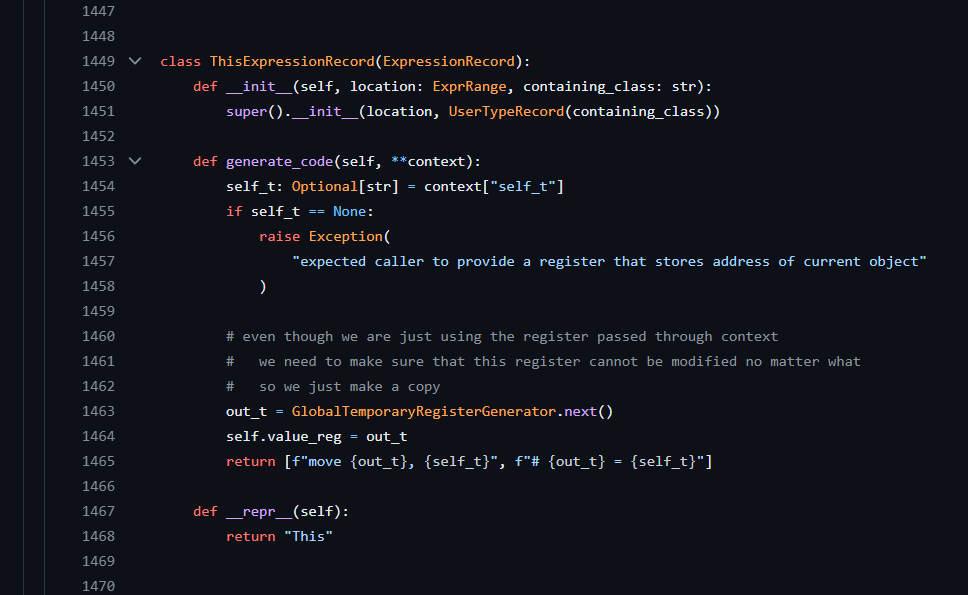 1447
1448
1449 class ThisExpressionRecord(ExpressionRecord):
1450     def __init__(self, location: ExprRange, containing_class: str):
1451         super().__init__(location, UserTypeRecord(containing_class))
1452
1453     def generate_code(self, **context):
1454         self_t: Optional[str] = context["self_t"]
1455         if self_t == None:
1456             raise Exception(
1457                 "expected caller to provide a register that stores address of current object"
1458             )
1459
1460         # even though we are just using the register passed through context
1461         #   we need to make sure that this register cannot be modified no matter what
1462         #   so we just make a copy
1463         out_t = GlobalTemporaryRegisterGenerator.next()
1464         self.value_reg = out_t
1465         return [f"move {out_t}, {self_t}", f"# {out_t} = {self_t}"]
1466
1467     def __repr__(self):
1468         return "This"
1469
1470